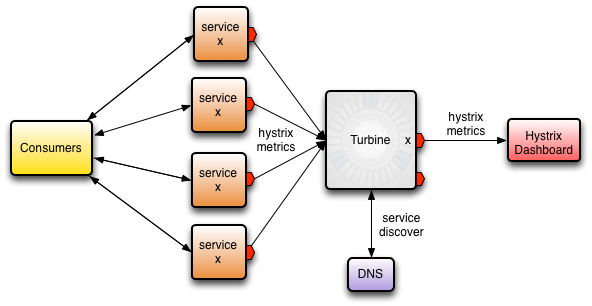 service
x
service
x
service
x
service
x
Consumers
hystrix
metrics
Turbine
x
hystrix
metrics
Hystrix
Dashboard
service
discover
DNS